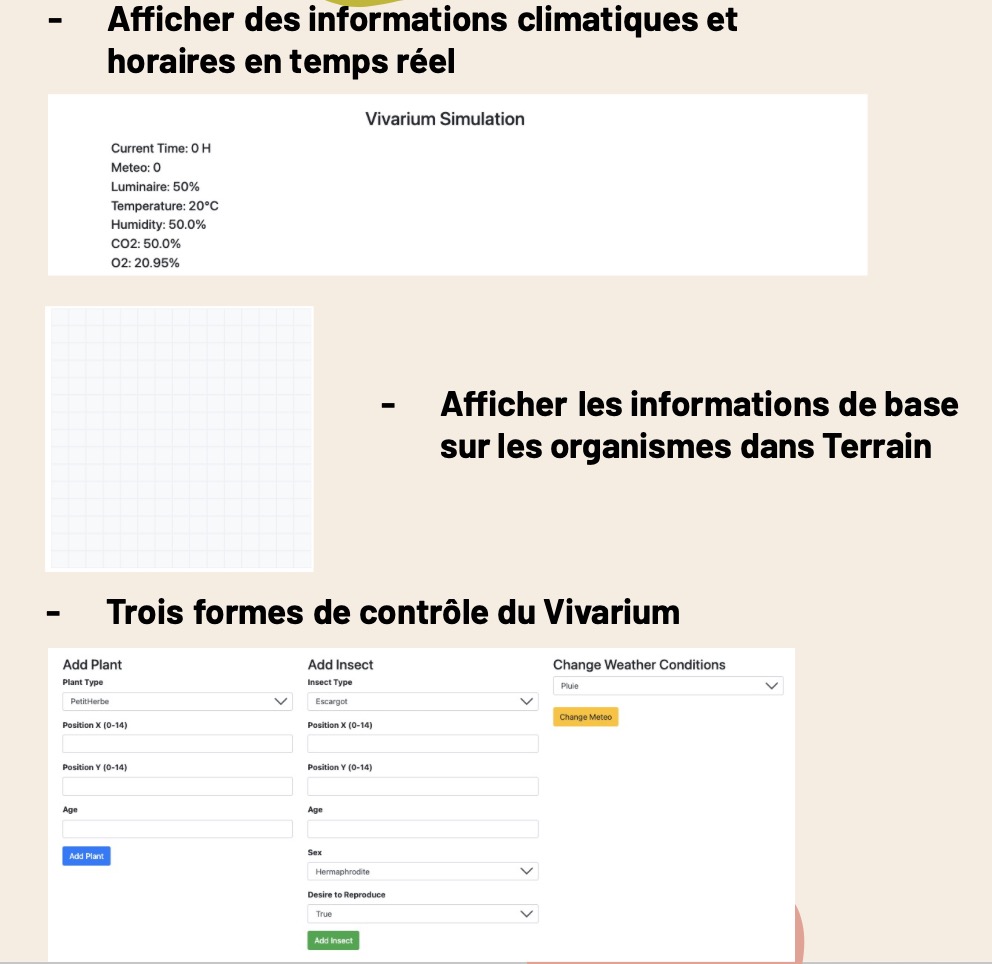 - Afficher des informations climatiques et
horaires en temps réel
Vivarium Simulation
Current Time: 0 H
Meteo: 0
Luminaire: 50%
Temperature: 20°C
Humidity: 50.0%
CO2: 50.0%
O2: 20.95%
- Afficher les informations de base
sur les organismes dans Terrain
- Trois formes de contrôle du Vivarium
Add Plant
Plant Type
PetitHerbe
Position X (0-14)
Position Y (0-14)
Age
Add Plant
Add Insect
Insect Type
Escargot
Position X (0-14)
Position Y (0-14)
Age
Sex
Hermaphrodite
Desire to Reproduce
True
Add Insect
Change Weather Conditions
Pluie
Change Meteo